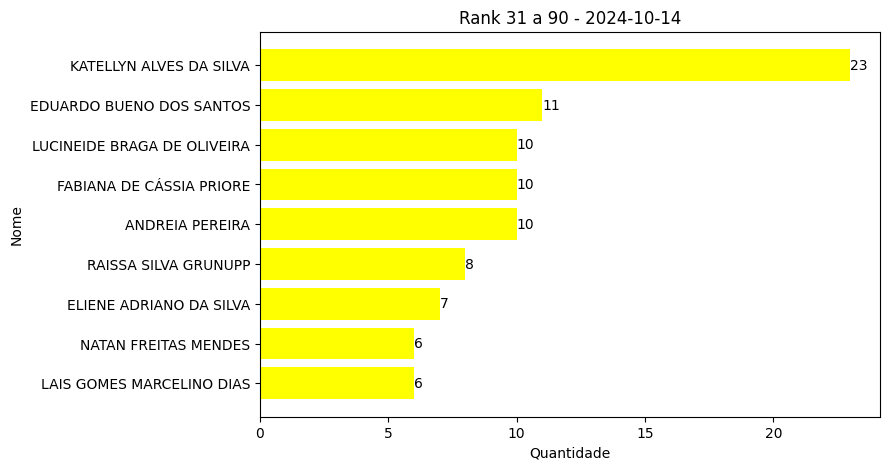 Rank 31 a 90 - 2024-10-14
KATELLYN ALVES DA SILVA 23
EDUARDO BUENO DOS SANTOS 11
LUCINEIDE BRAGA DE OLIVEIRA 10
FABIANA DE CÁSSIA PRIORE 10
ANDREIA PEREIRA 10
RAISSA SILVA GRUNUPP 8
ELIENE ADRIANO DA SILVA 7
NATAN FREITAS MENDES 6
LAIS GOMES MARCELINO DIAS 6
Nome
0 5 10 15 20
Quantidade